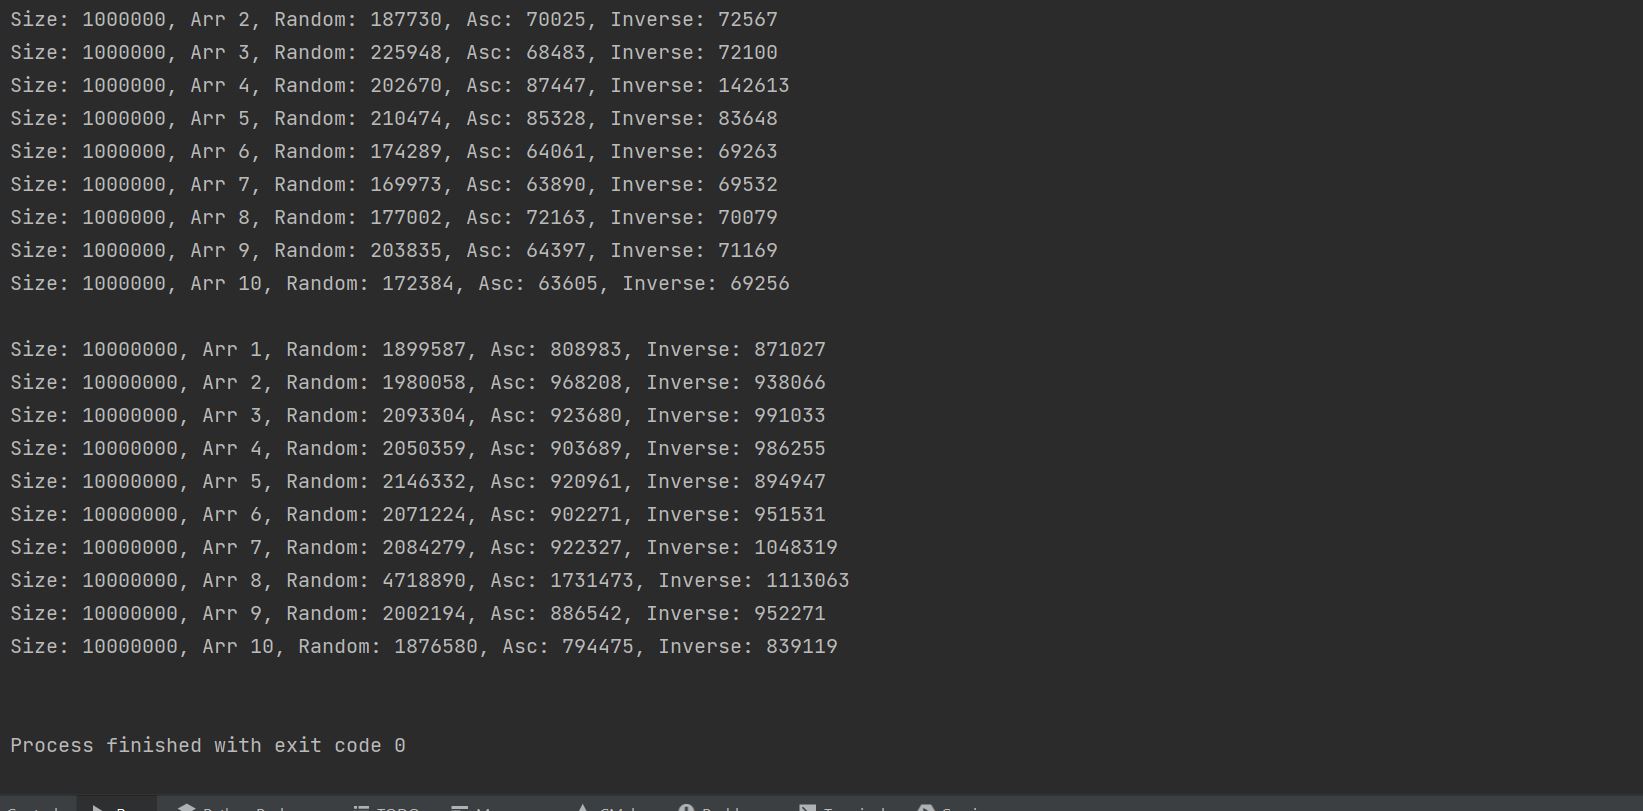 Size: 1000000, Arr 2, Random: 187730, Asc: 70025, Inverse: 72567
Size: 1000000, Arr 3, Random: 225948, Asc: 68483, Inverse: 72100
Size: 1000000, Arr 4, Random: 202670, Asc: 87447, Inverse: 142613
Size: 1000000, Arr 5, Random: 210474, Asc: 85328, Inverse: 83648
Size: 1000000, Arr 6, Random: 174289, Asc: 64061, Inverse: 69263
Size: 1000000, Arr 7, Random: 169973, Asc: 63890, Inverse: 69532
Size: 1000000, Arr 8, Random: 177002, Asc: 72163, Inverse: 70079
Size: 1000000, Arr 9, Random: 203835, Asc: 64397, Inverse: 71169
Size: 1000000, Arr 10, Random: 172384, Asc: 63605, Inverse: 69256
Size: 10000000, Arr 1, Random: 1899587, Asc: 808983, Inverse: 871027
Size: 10000000, Arr 2, Random: 1980058, Asc: 968208, Inverse: 938066
Size: 10000000, Arr 3, Random: 2093304, Asc: 923680, Inverse: 991033
Size: 10000000, Arr 4, Random: 2050359, Asc: 903689, Inverse: 986255
Size: 10000000, Arr 5, Random: 2146332, Asc: 920961, Inverse: 894947
Size: 10000000, Arr 6, Random: 2071224, Asc: 902271, Inverse: 951531
Size: 10000000, Arr 7, Random: 2084279, Asc: 922327, Inverse: 1048319
Size: 10000000, Arr 8, Random: 4718890, Asc: 1731473, Inverse: 1113063
Size: 10000000, Arr 9, Random: 2002194, Asc: 886542, Inverse: 952271
Size: 10000000, Arr 10, Random: 1876580, Asc: 794475, Inverse: 839119
Process finished with exit code 0
TODO